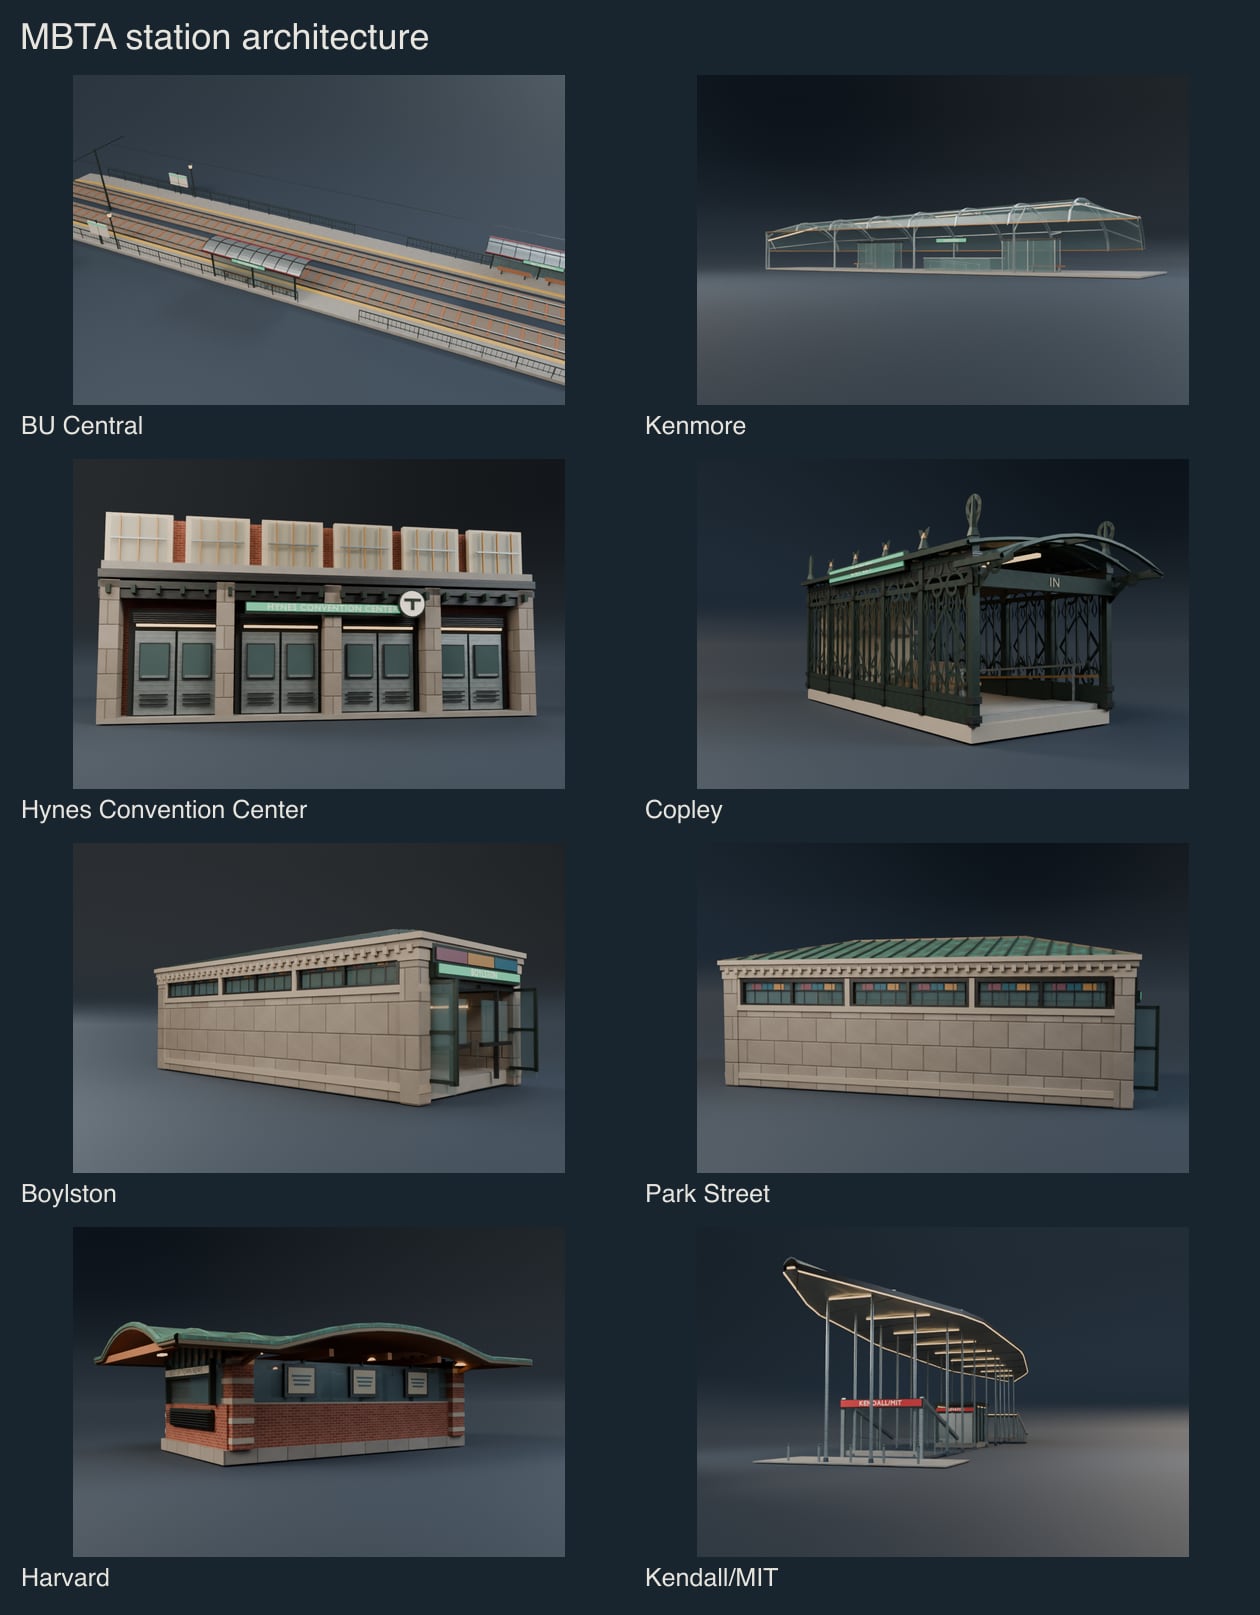 MBTA station architecture
BU Central
Kenmore
HYNES CONVENTION CENTER
T
IN
Hynes Convention Center
Copley
BOYLSTON
Boylston
Park Street
KENDALL/MIT
Harvard
Kendall/MIT